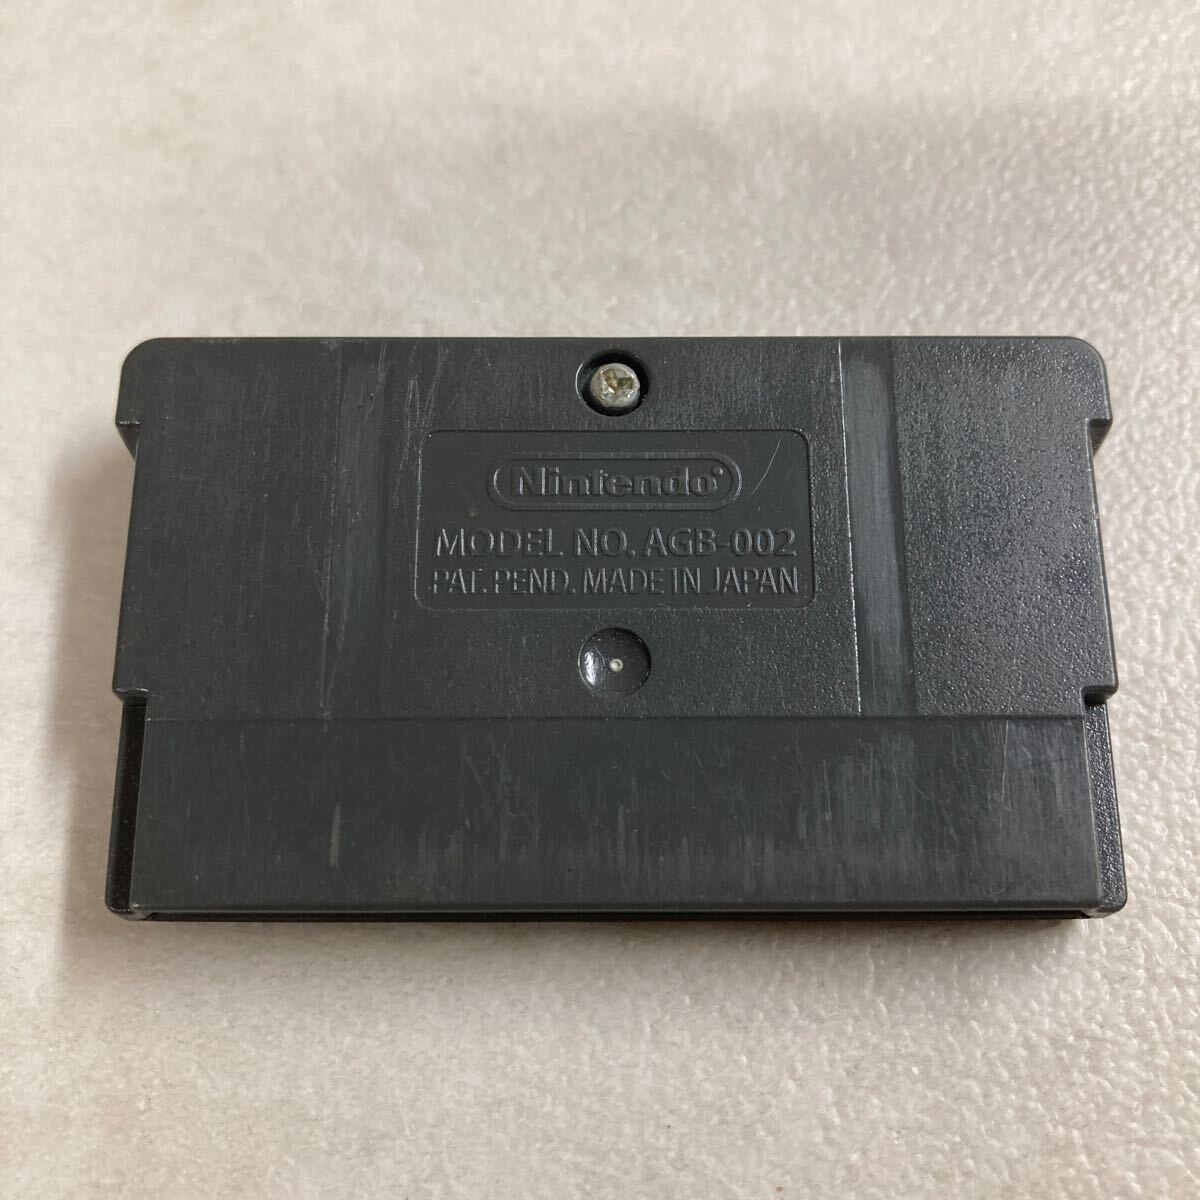 Nintendo
MODEL NO. AGB-002
PAT. PEND. MADE IN JAPAN